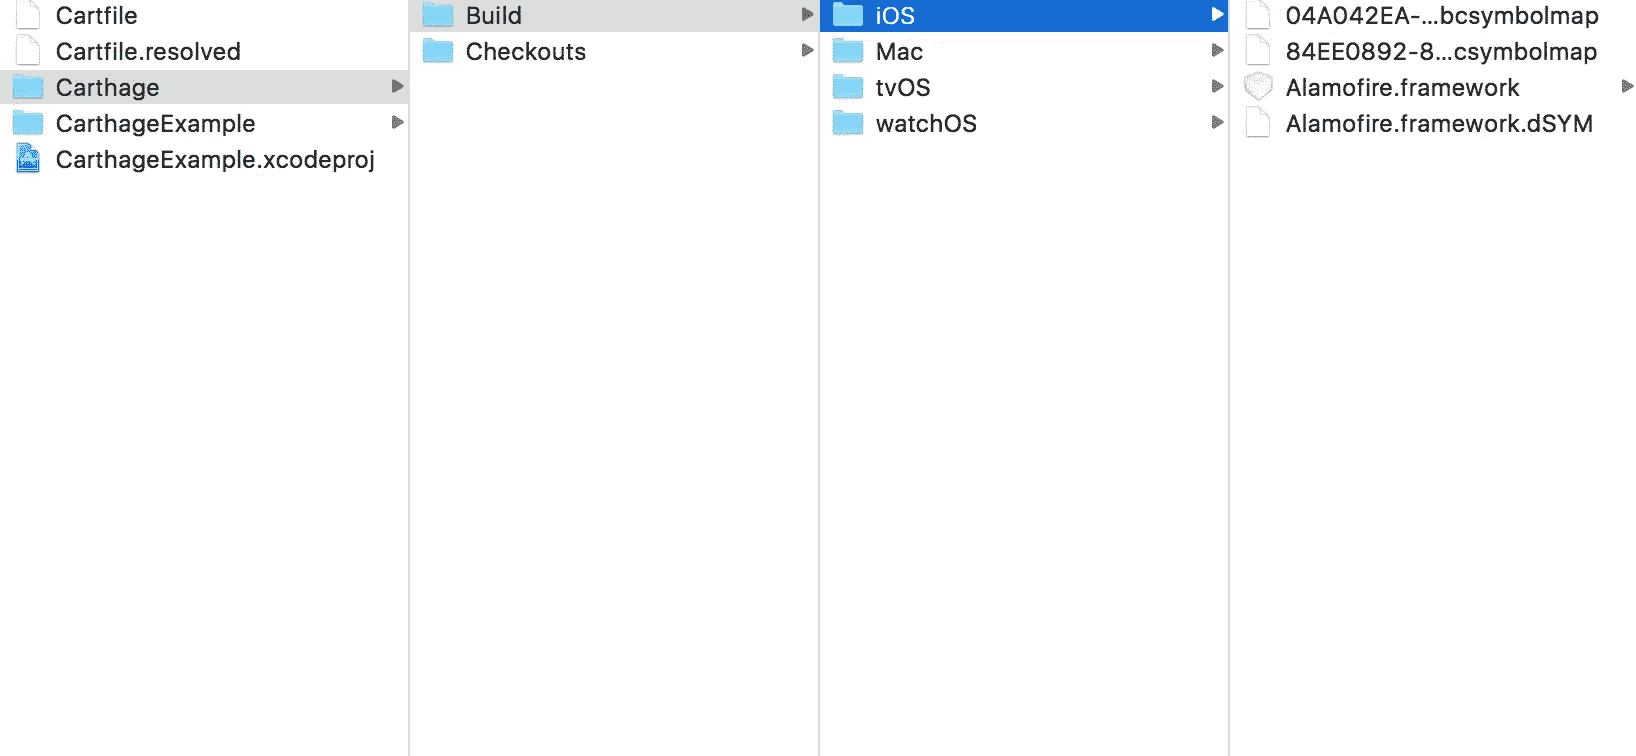 Cartfile
Cartfile.resolved
Carthage
CarthageExample
CarthageExample.xcodeproj
Build
Checkouts
iOS
Mac
tvOS
watchOS
04A042EA-...bcsymbolmap
84EE0892-8...csymbolmap
Alamofire.framework
Alamofire.framework.dSYM